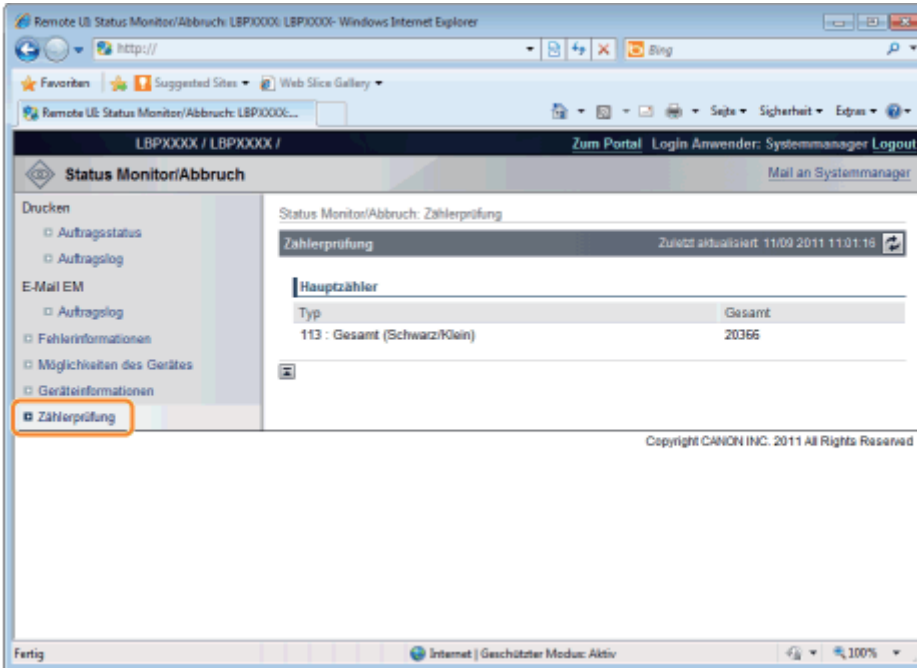 Remote UI: Status Monitor/Abbruch: LBPXXXX: LBPXXXX- Windows Internet Explorer
http://
Bing
Favoriten Suggested Sites Web Slice Gallery
Remote UI: Status Monitor/Abbruch: LBPXXXX:...
Seite Sicherheit Extras
LBPXXXX / LBPXXXX /
Zum Portal Login Anwender: Systemmanager Logout
Status Monitor/Abbruch
Mail an Systemmanager
Drucken
Auftragsstatus
Auftragslog
E-Mail EM
Auftragslog
Fehlerinformationen
Möglichkeiten des Gerätes
Geräteinformationen
Zählerprüfung
Status Monitor/Abbruch: Zählerprüfung
Zählerprüfung
Zuletzt aktualisiert 11/09 2011 11:01:16
Hauptzähler
Typ Gesamt
113 : Gesamt (Schwarz/Klein) 20366
Copyright CANON INC. 2011 All Rights Reserved
Fertig
Internet | Geschützter Modus: Aktiv
100%